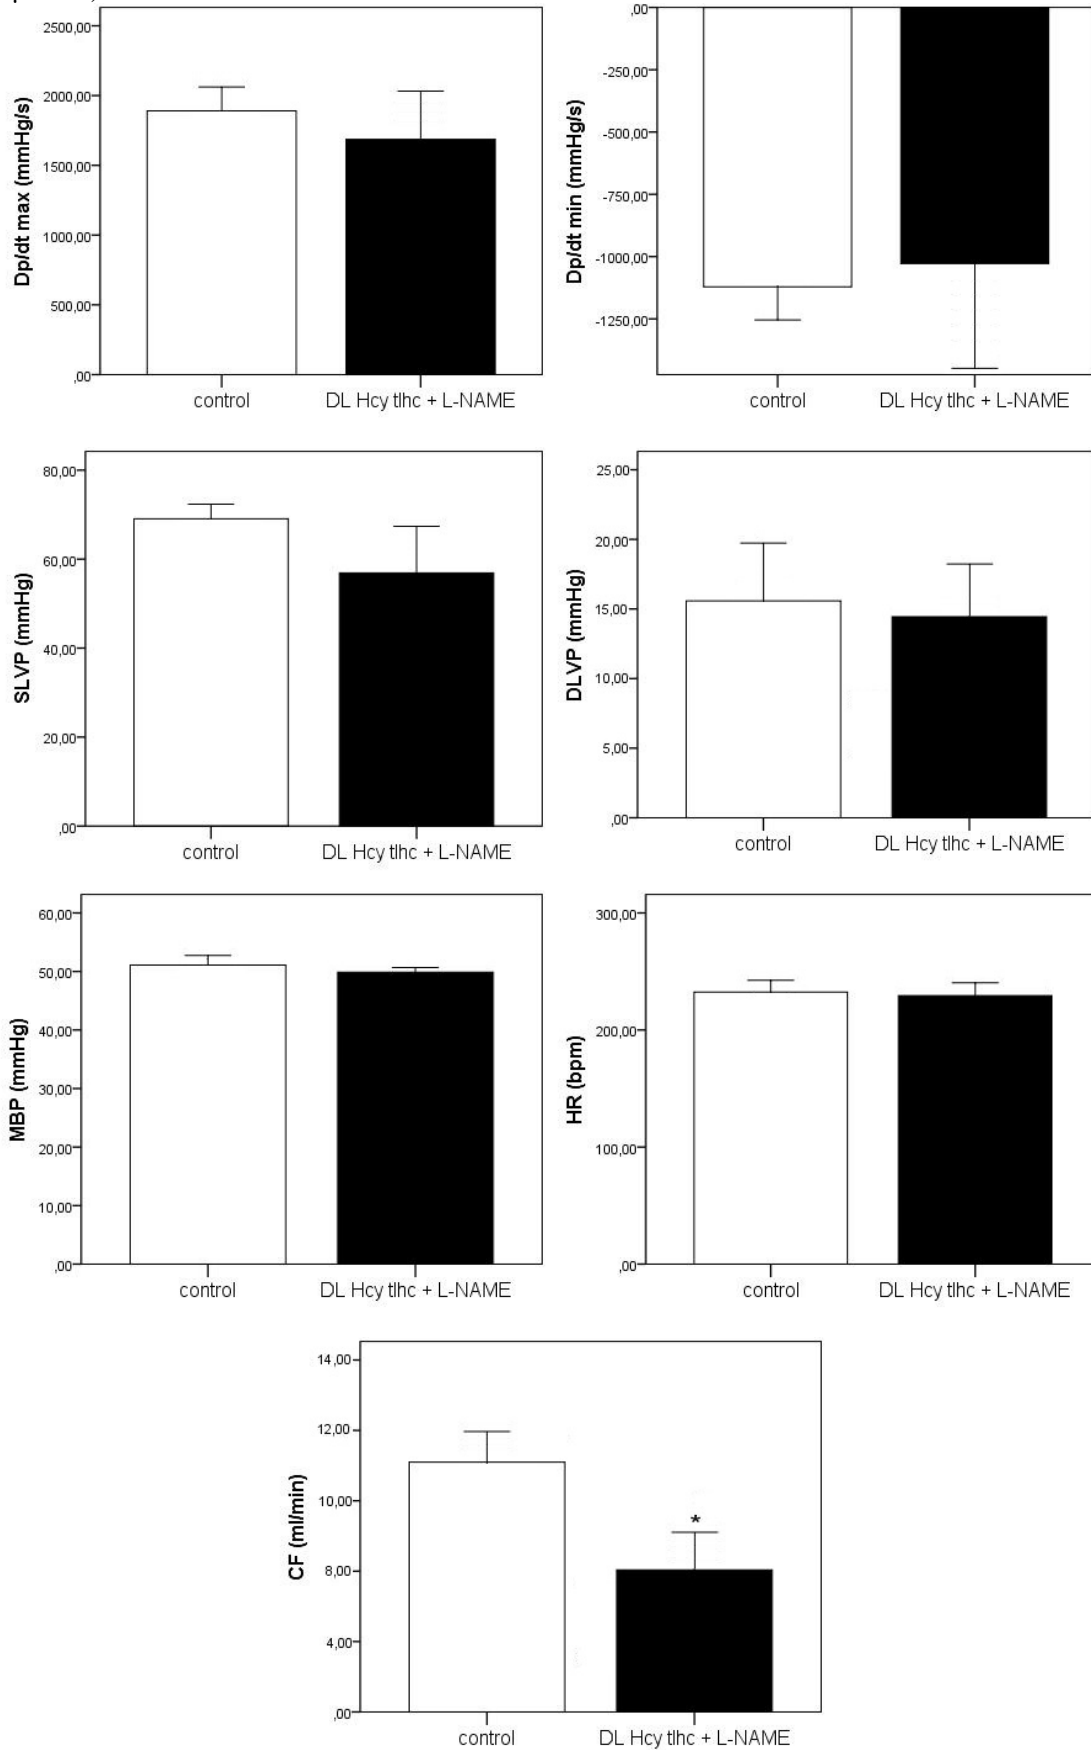 2500,00
2000,00
1500,00
1000,00
500,00
,00
Dp/dt max (mmHg/s)
control DL Hcy tlhc + L-NAME
,00
-250,00
-500,00
-750,00
-1000,00
-1250,00
Dp/dt min (mmHg/s)
control DL Hcy tlhc + L-NAME
80,00
60,00
40,00
20,00
,00
SLVP (mmHg)
control DL Hcy tlhc + L-NAME
25,00
20,00
15,00
10,00
5,00
,00
DLVP (mmHg)
control DL Hcy tlhc + L-NAME
60,00
50,00
40,00
30,00
20,00
10,00
,00
MBP (mmHg)
control DL Hcy tlhc + L-NAME
300,00
200,00
100,00
,00
HR (bpm)
control DL Hcy tlhc + L-NAME
14,00
12,00
10,00
8,00
4,00
,00
CF (ml/min)
*
control DL Hcy tlhc + L-NAME